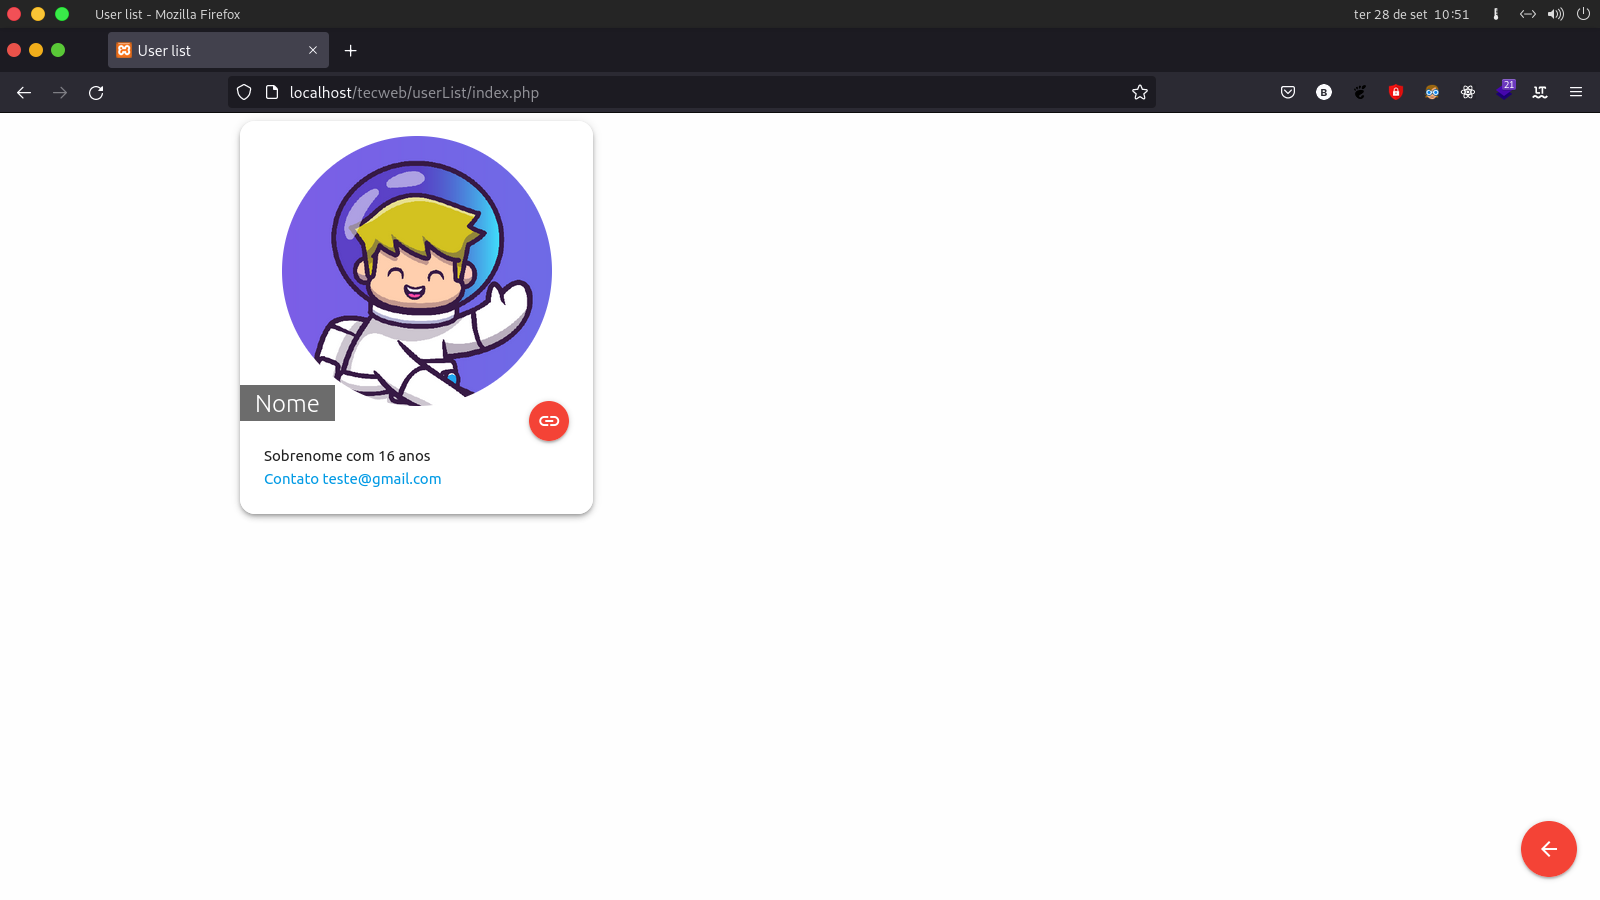 User list - Mozilla Firefox
ter 28 de set 10:51
User list
localhost/tecweb/userList/index.php
B
21
LT
Nome
Sobrenome com 16 anos
Contato teste@gmail.com